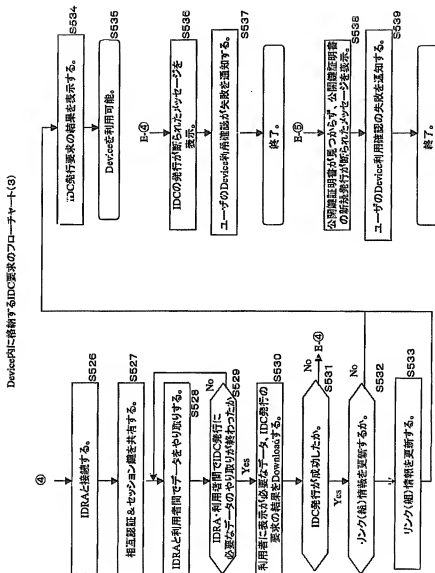 Device内に格納するIDC要求のフローチャート(3)
④
IDRAと接続する。
S526
相互認証&セッション鍵を共有する。
S527
IDRAと利用者間でデータをやり取りする。
S528
IDRA・利用者間でIDC発行に
必要なデータのやり取りが終わったか
S529
No
Yes
利用者に表示が必要なデータ、IDC発行の
要求の結果をDownloadする。
S530
IDC発行が成功したか。
S531
No
E-④
Yes
リンク(組)情報を更新するか。
S532
No
リンク(組)情報を更新する。
S533
IDC発行要求の結果を表示する。
S534
Deviceを利用可能。
S535
E-④
IDCの発行が断られたメッセージを
表示。
S536
ユーザのDevice利用確認が失敗を通知する。
S537
終了。
E-⑤
公開鍵証明書が見つからず、公開鍵証明書
の新規発行が断られたメッセージを表示。
S538
ユーザのDevice利用確認の失敗を通知する。
S539
終了。